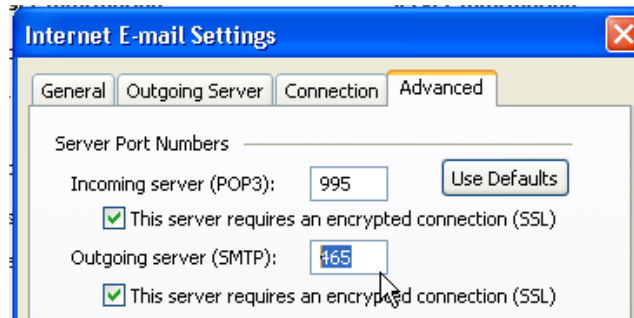 Internet E-mail Settings
General Outgoing Server Connection Advanced
Server Port Numbers
Incoming server (POP3): 995 Use Defaults
This server requires an encrypted connection (SSL)
Outgoing server (SMTP): 465
This server requires an encrypted connection (SSL)